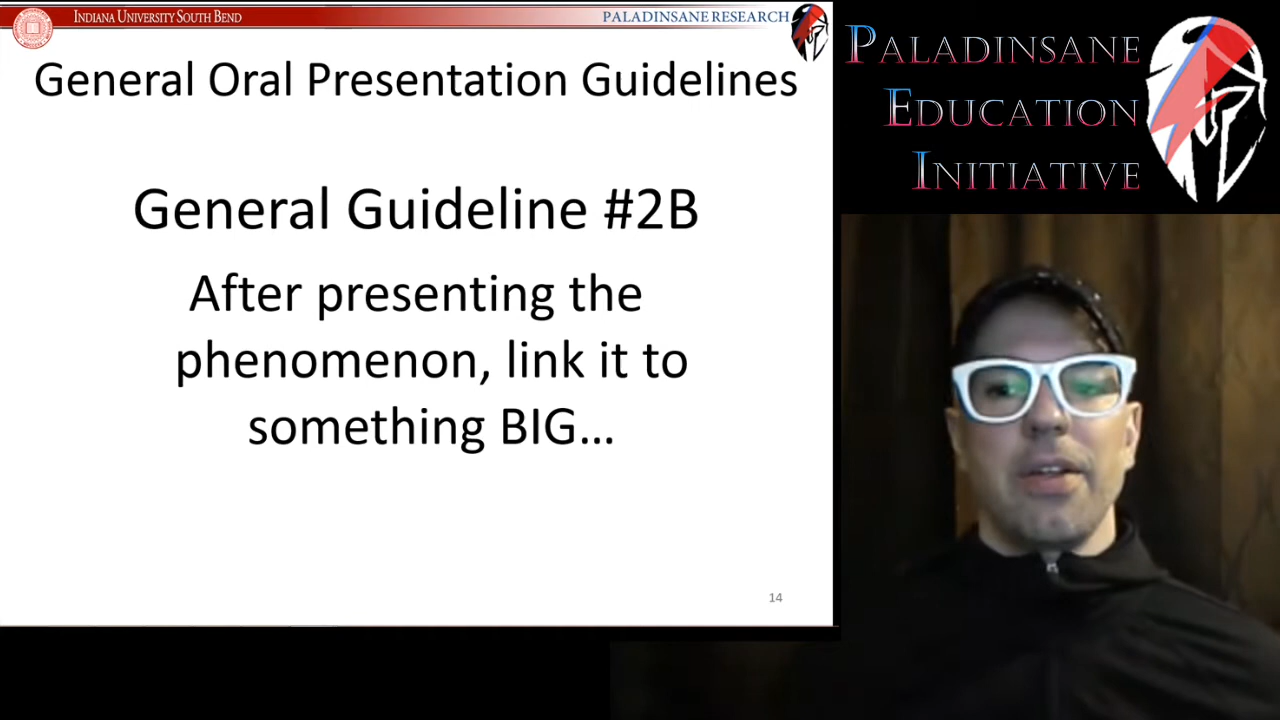 INDIANA UNIVERSITY SOUTH BEND
PALADINSANE RESEARCH
General Oral Presentation Guidelines
General Guideline #2B
After presenting the
phenomenon, link it to
something BIG…
14
PALADINSANE
EDUCATION
INITIATIVE